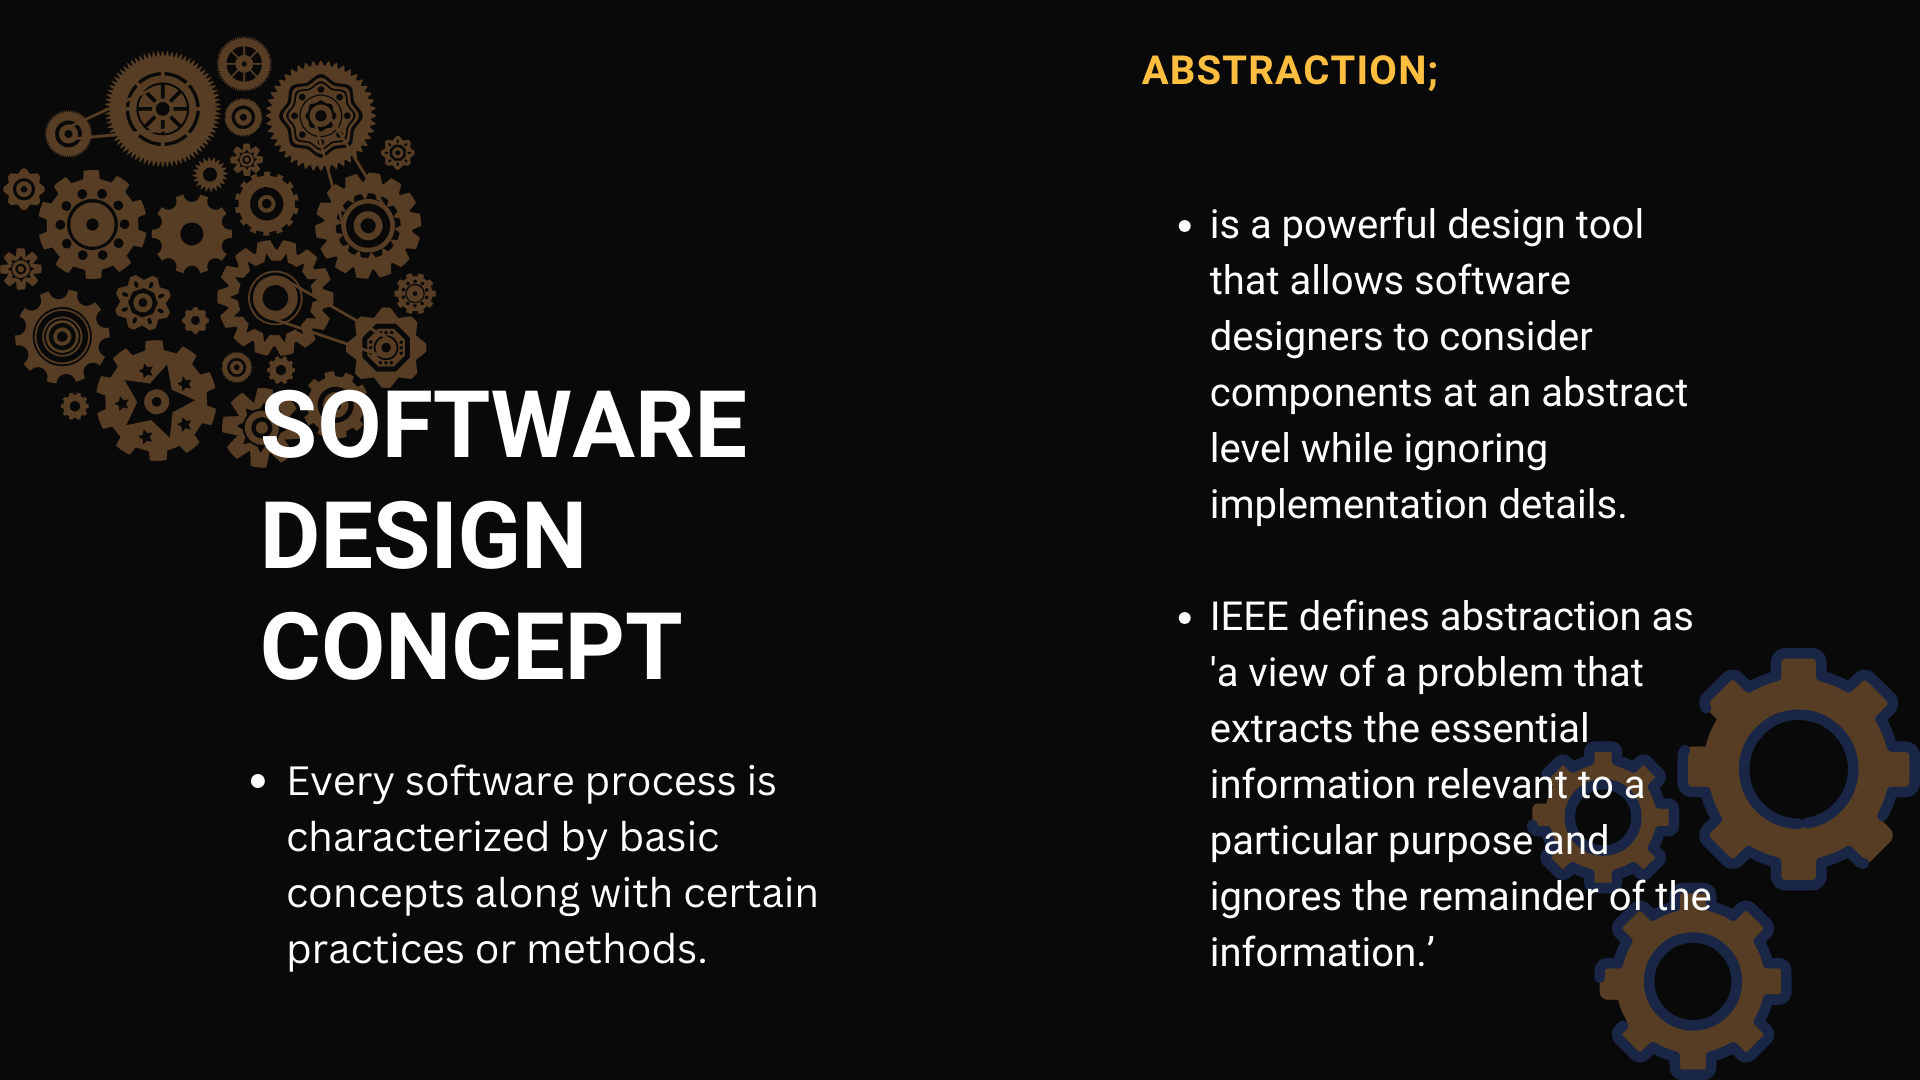 SOFTWARE
DESIGN
CONCEPT
• Every software process is
characterized by basic
concepts along with certain
practices or methods.
ABSTRACTION;
• is a powerful design tool
that allows software
designers to consider
components at an abstract
level while ignoring
implementation details.
• IEEE defines abstraction as
'a view of a problem that
extracts the essential
information relevant to a
particular purpose and
ignores the remainder of the
information.’